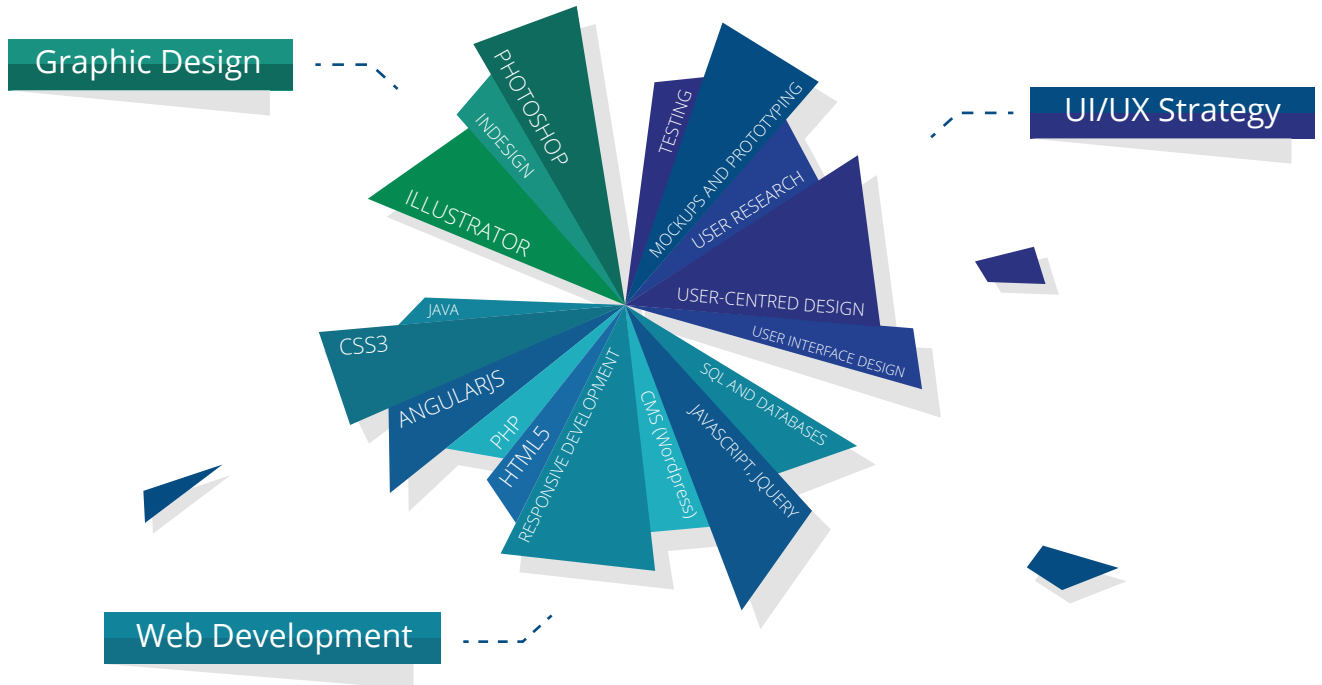 Graphic Design
PHOTOSHOP
INDESIGN
ILLUSTRATOR
UI/UX Strategy
TESTING
MOCKUPS AND PROTOTYPING
USER RESEARCH
USER-CENTRED DESIGN
USER INTERFACE DESIGN
JAVA
CSS3
ANGULARJS
PHP
HTML5
RESPONSIVE DEVELOPMENT
CMS (Wordpress)
JAVASCRIPT, JQUERY
SQL AND DATABASES
Web Development